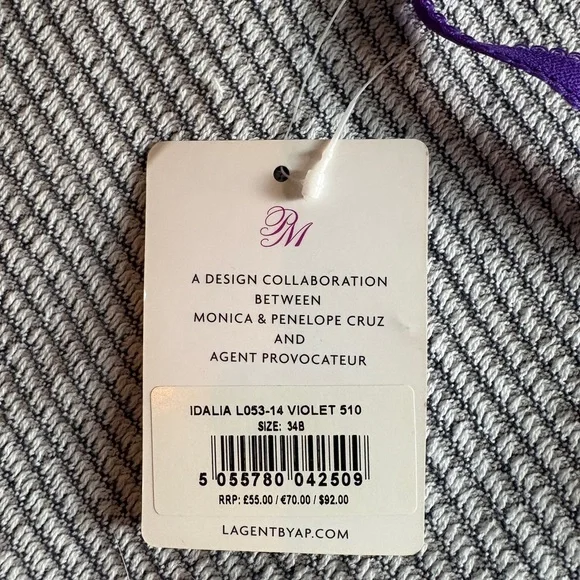 PM
A DESIGN COLLABORATION
BETWEEN
MONICA & PENELOPE CRUZ
AND
AGENT PROVOCATEUR
IDALIA L053-14 VIOLET 510
SIZE: 34B
5 055780 042509
RRP: £55.00 / €70.00 / $92.00
LAGENTBYAP.COM